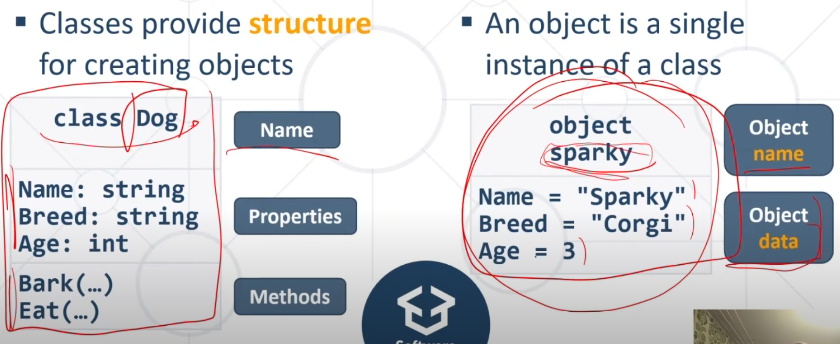 Classes provide structure
for creating objects
class Dog
Name: string
Breed: string
Age: int
Bark(…)
Eat(…)
Name
Properties
Methods
An object is a single
instance of a class
object
sparky
Name = "Sparky"
Breed = "Corgi"
Age = 3
Object
name
Object
data